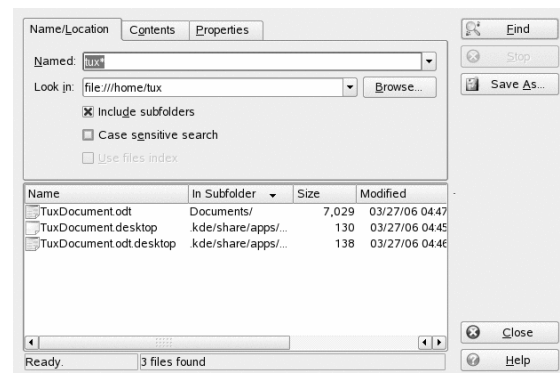 Name/Location Contents Properties
Named: tux*
Look in: file:///home/tux Browse...
Include subfolders
Case sensitive search
Use files index
Find
Stop
Save As...
Name In Subfolder Size Modified
TuxDocument.odt Documents/ 7,029 03/27/06 04:47
TuxDocument.desktop .kde/share/apps/... 130 03/27/06 04:45
TuxDocument.odt.desktop .kde/share/apps/... 138 03/27/06 04:46
Close
Ready. 3 files found
Help